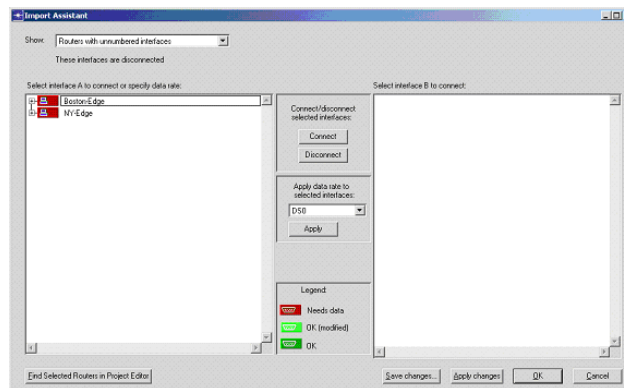 Import Assistant
Show: Routers with unnumbered interfaces
These interfaces are disconnected
Select interface A to connect or specify data rate:
Boston-Edge
NY-Edge
Connect/disconnect
selected interfaces:
Connect
Disconnect
Apply data rate to
selected interfaces:
DS0
Apply
Legend:
Needs data
OK (modified)
OK
Select interface B to connect:
Find Selected Routers in Project Editor
Save changes...
Apply changes
OK
Cancel